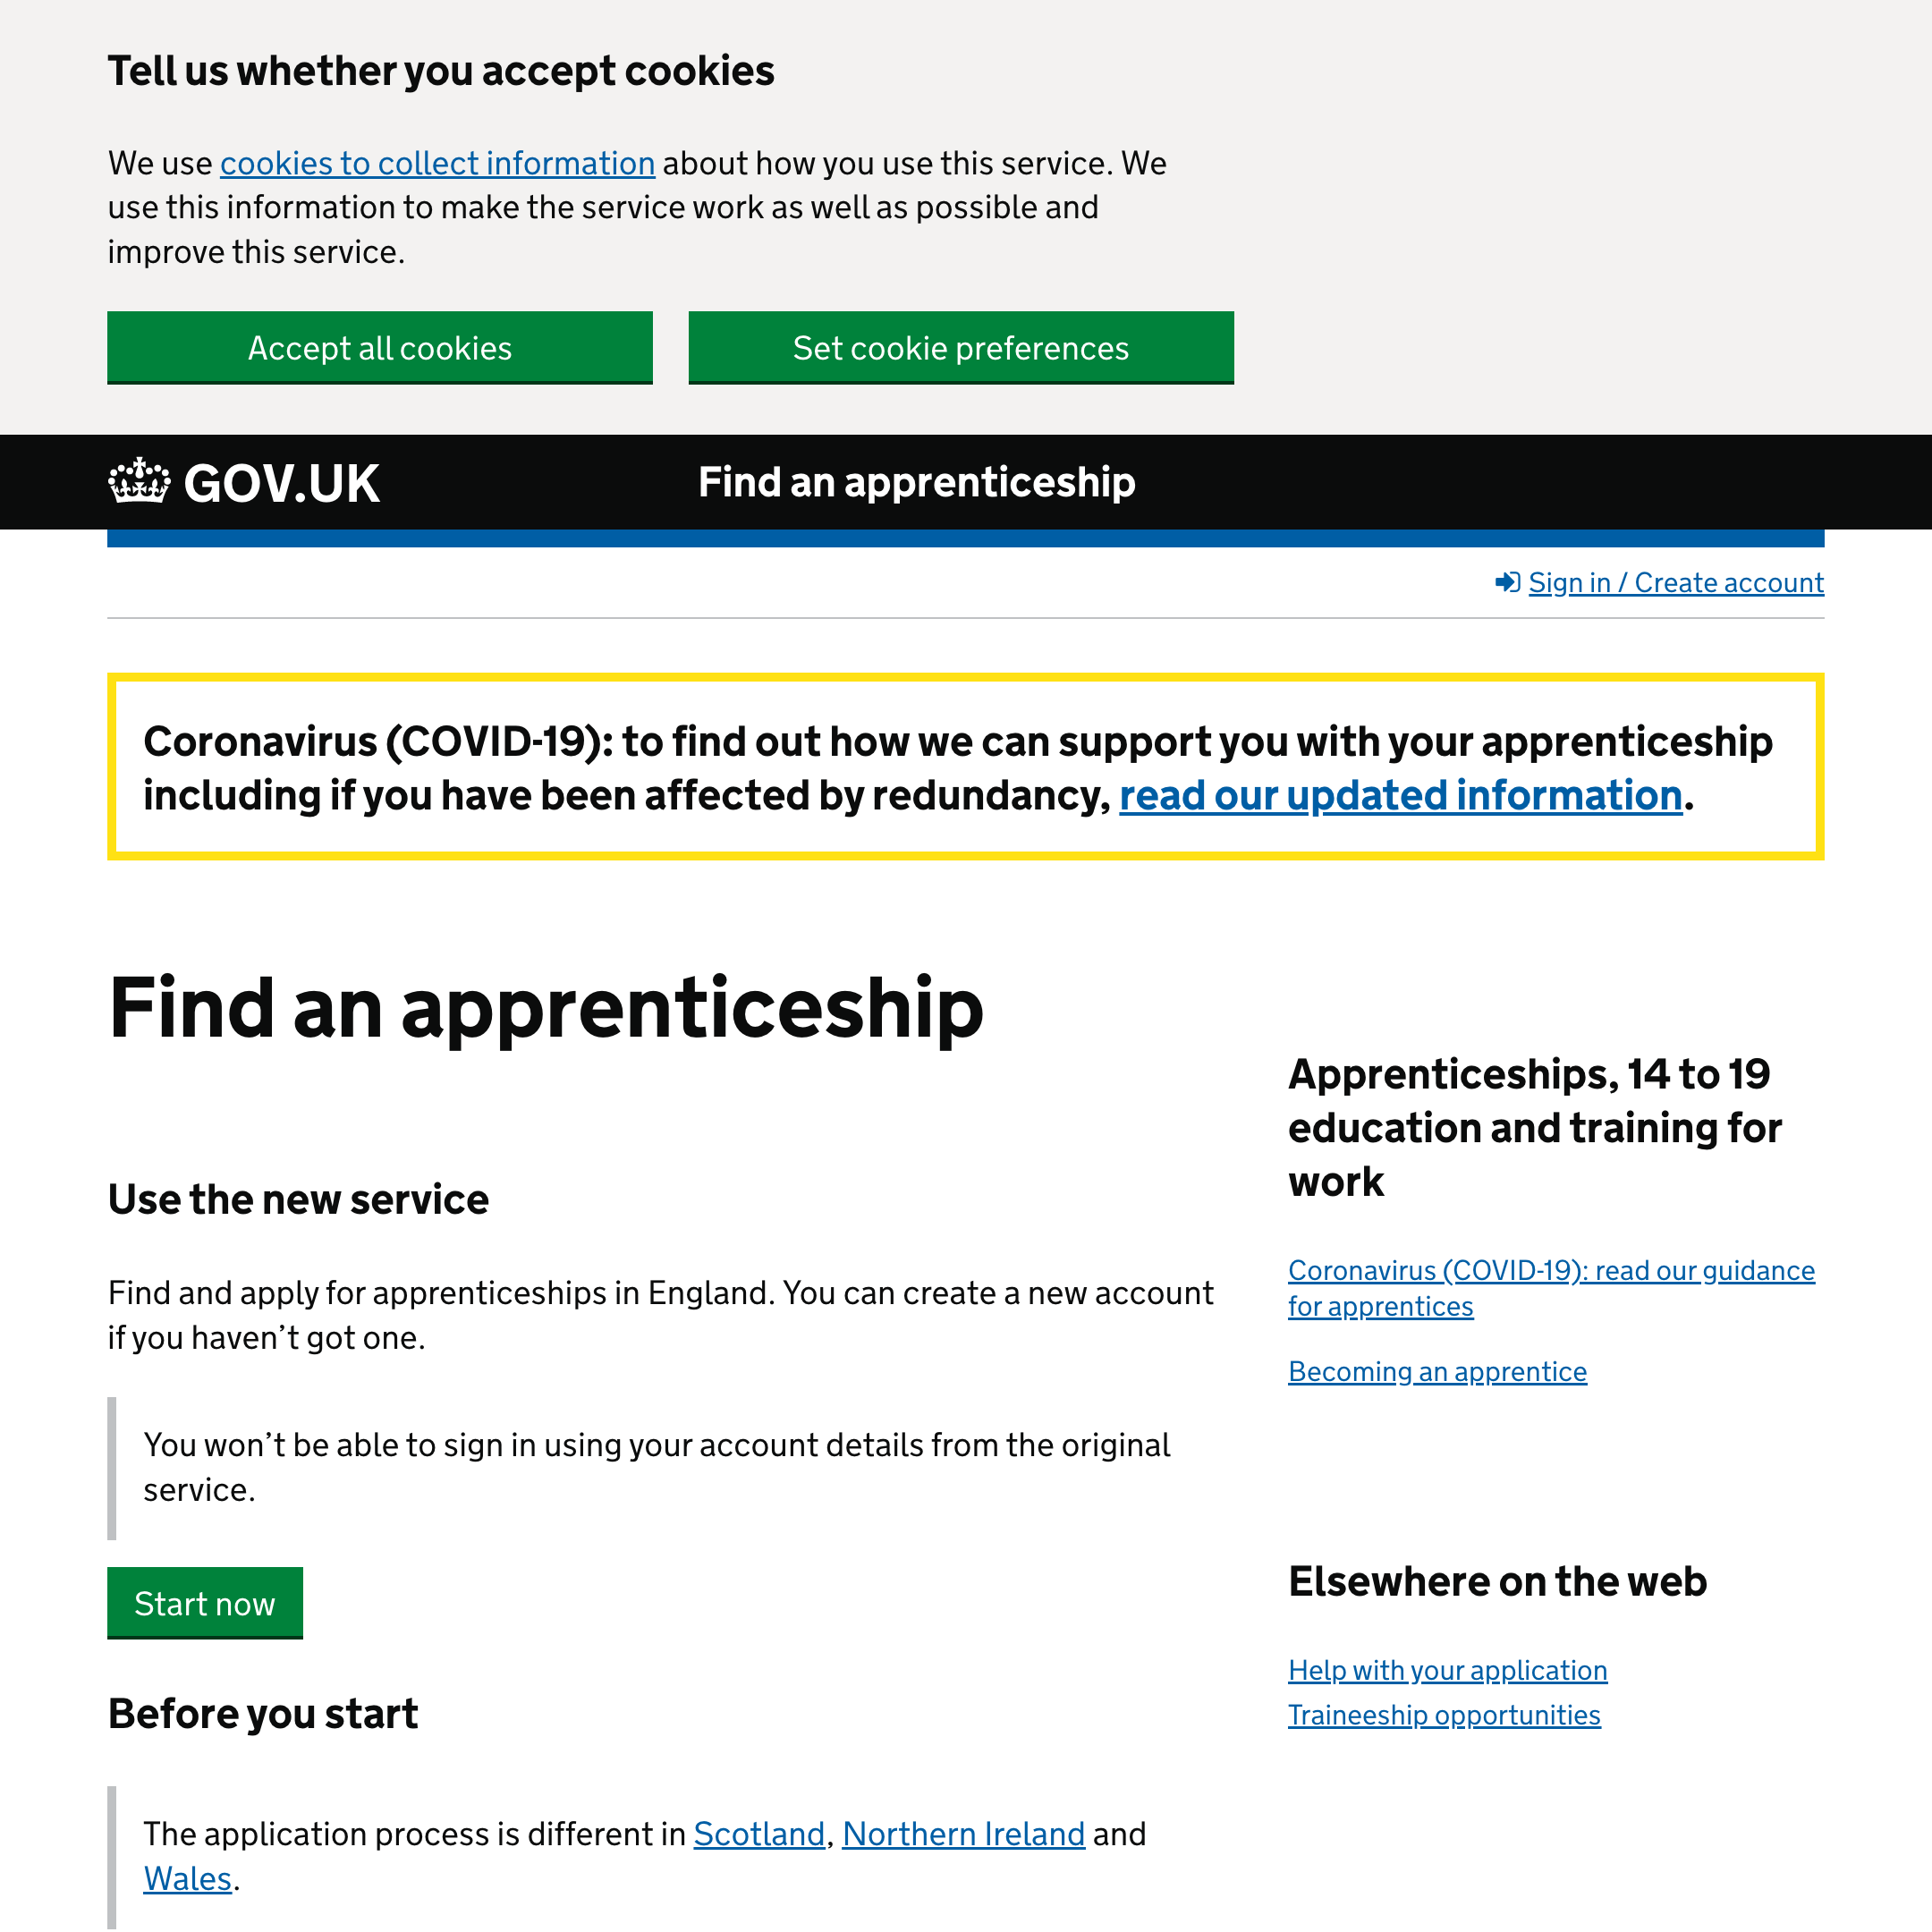 Tell us whether you accept cookies
We use cookies to collect information about how you use this service. We
use this information to make the service work as well as possible and
improve this service.
Accept all cookies
Set cookie preferences
GOV.UK
Find an apprenticeship
Sign in / Create account
Coronavirus (COVID-19): to find out how we can support you with your apprenticeship
including if you have been affected by redundancy, read our updated information.
Find an apprenticeship
Use the new service
Find and apply for apprenticeships in England. You can create a new account
if you haven’t got one.
You won’t be able to sign in using your account details from the original
service.
Start now
Before you start
The application process is different in Scotland, Northern Ireland and
Wales.
Apprenticeships, 14 to 19
education and training for
work
Coronavirus (COVID-19): read our guidance
for apprentices
Becoming an apprentice
Elsewhere on the web
Help with your application
Traineeship opportunities